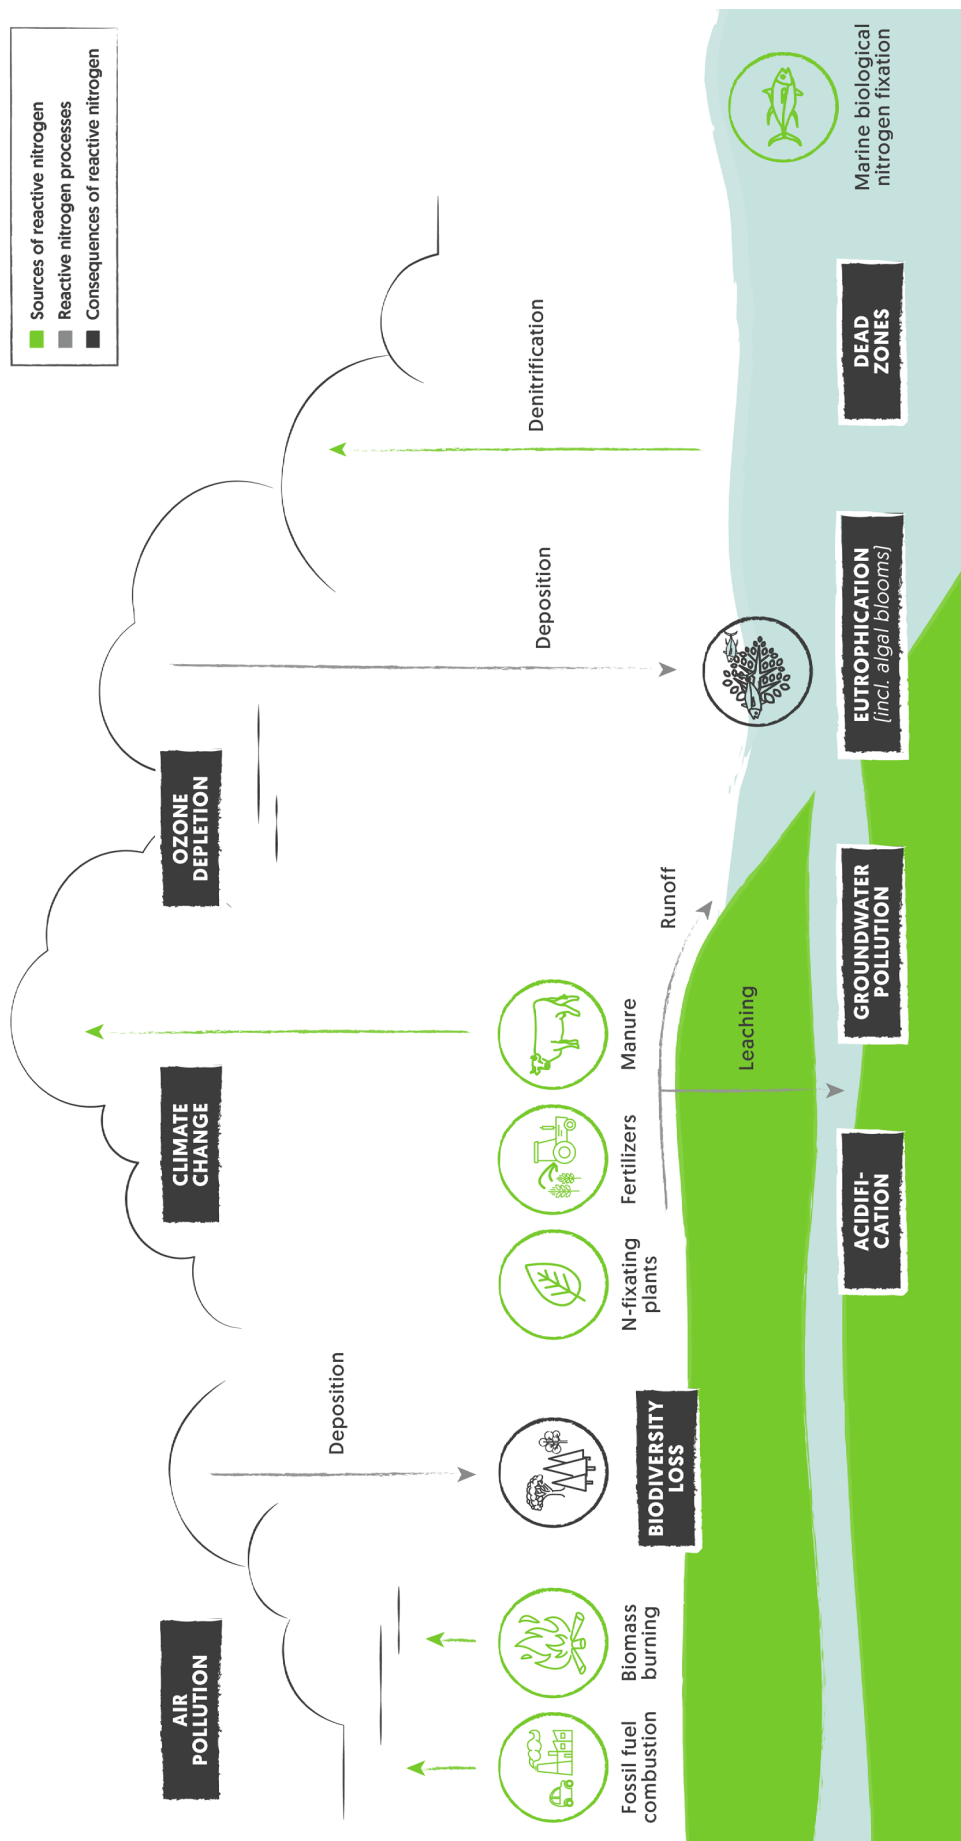 Sources of reactive nitrogen
Reactive nitrogen processes
Consequences of reactive nitrogen
AIR
POLLUTION
CLIMATE
CHANGE
OZONE
DEPLETION
Deposition
Deposition
Denitrification
Fossil fuel
combustion
Biomass
burning
BIODIVERSITY
LOSS
N-fixating
plants
Fertilizers
Manure
Runoff
Leaching
ACIDIFI-
CATION
GROUNDWATER
POLLUTION
EUTROPHICATION
[incl. algal blooms]
DEAD
ZONES
Marine biological
nitrogen fixation